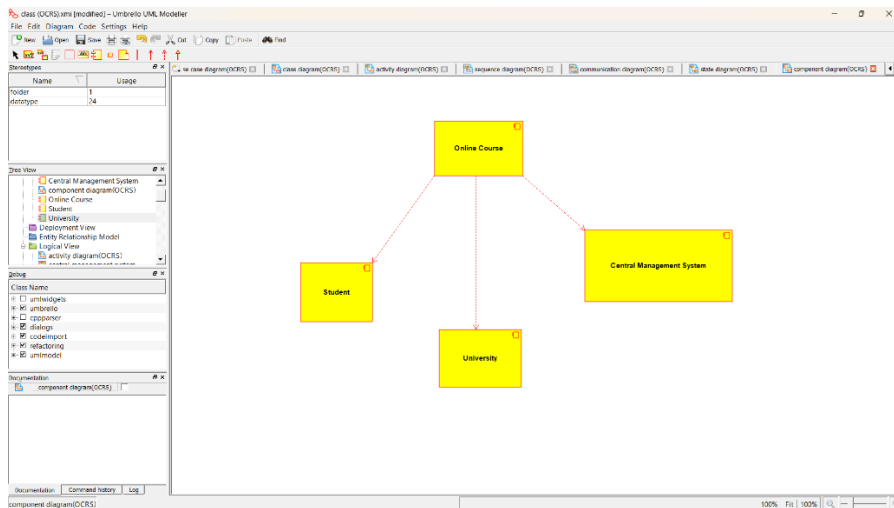 class (OCRS).xmi [modified] – Umbrello UML Modeller
File Edit Diagram Code Settings Help
New Open Save Cut Copy Paste Find
Stereotypes
Name Usage
folder 1
datatype 24
se case diagram(OCRS) class diagram(OCRS) activity diagram(OCRS) sequence diagram(OCRS) communication diagram(OCRS) state diagram(OCRS) component diagram(OCRS)
Tree View
Central Management System
component diagram(OCRS)
Online Course
Student
University
Deployment View
Entity Relationship Model
Logical View
activity diagram(OCRS)
Debug
Class Name
umlwidgets
umbrello
cppparser
dialogs
codeimport
refactoring
umlmodel
Documentation
component diagram(OCRS)
Online Course
Central Management System
Student
University
Documentation Command history Log
component diagram(OCRS)
100% Fit 100%